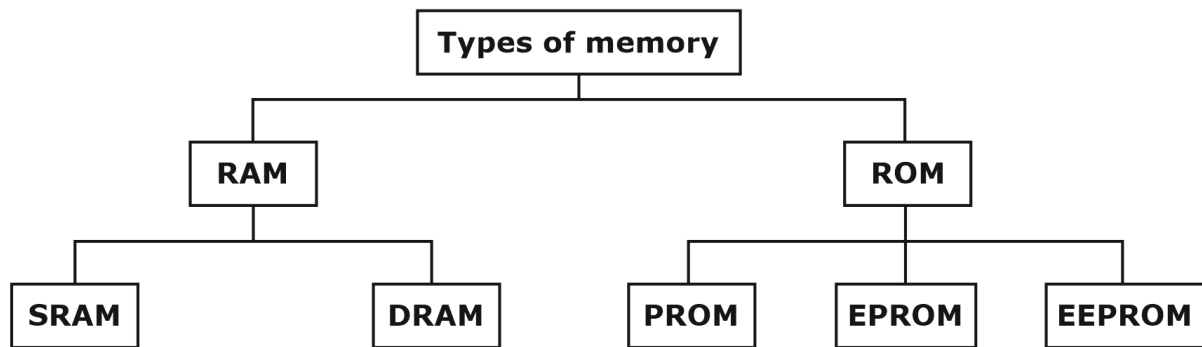 Types of memory
RAM
ROM
SRAM
DRAM
PROM
EPROM
EEPROM